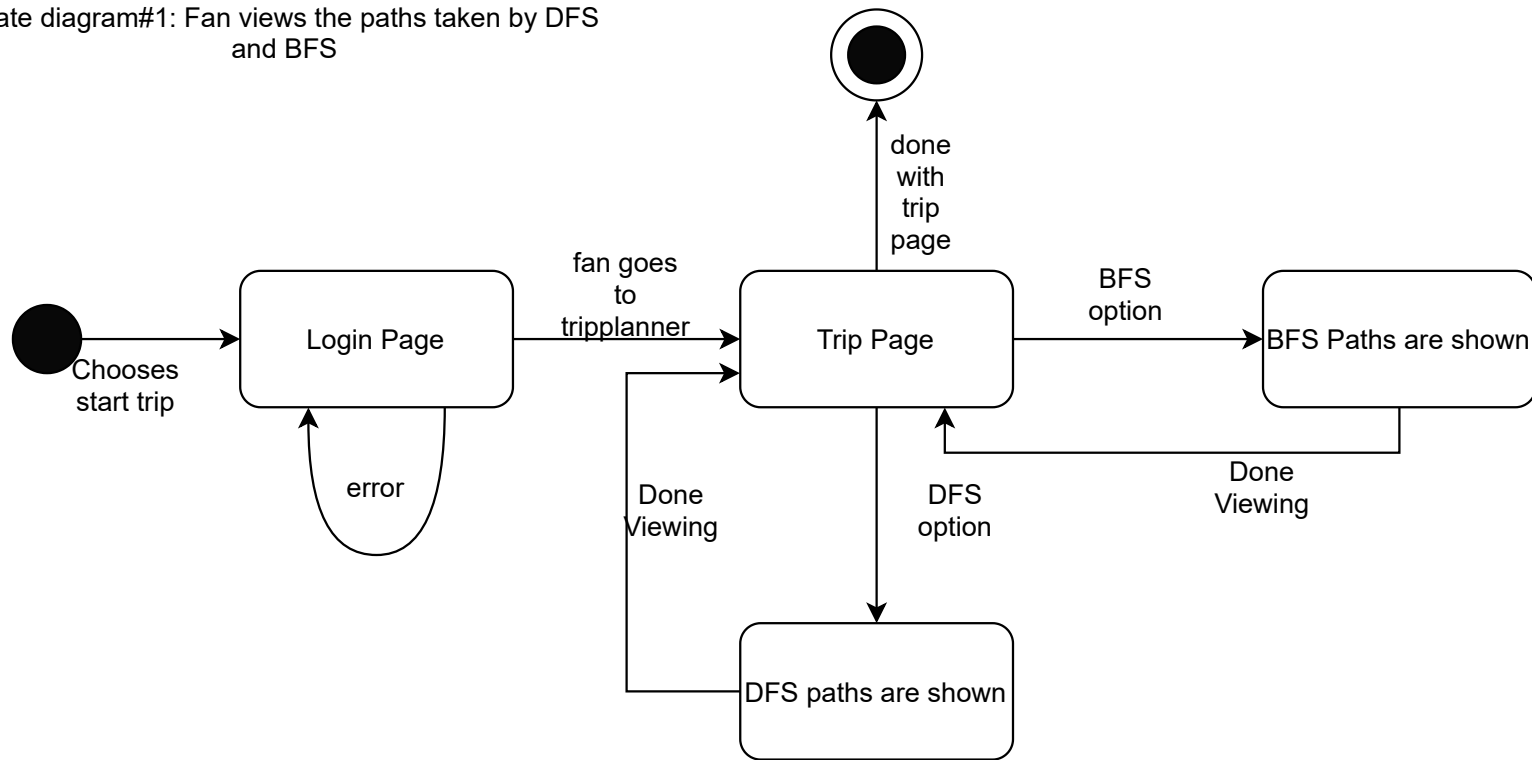 ate diagram#1: Fan views the paths taken by DFS
and BFS
done
with
trip
page
fan goes
to
tripplanner
BFS
option
Login Page
Trip Page
BFS Paths are shown
Chooses
start trip
error
Done
Viewing
DFS
option
Done
Viewing
DFS paths are shown